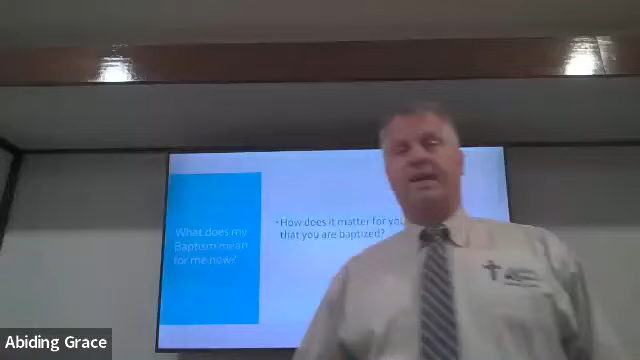 What does my
Baptism mean
for me now?
• How does it matter for you
that you are baptized?
Abiding Grace